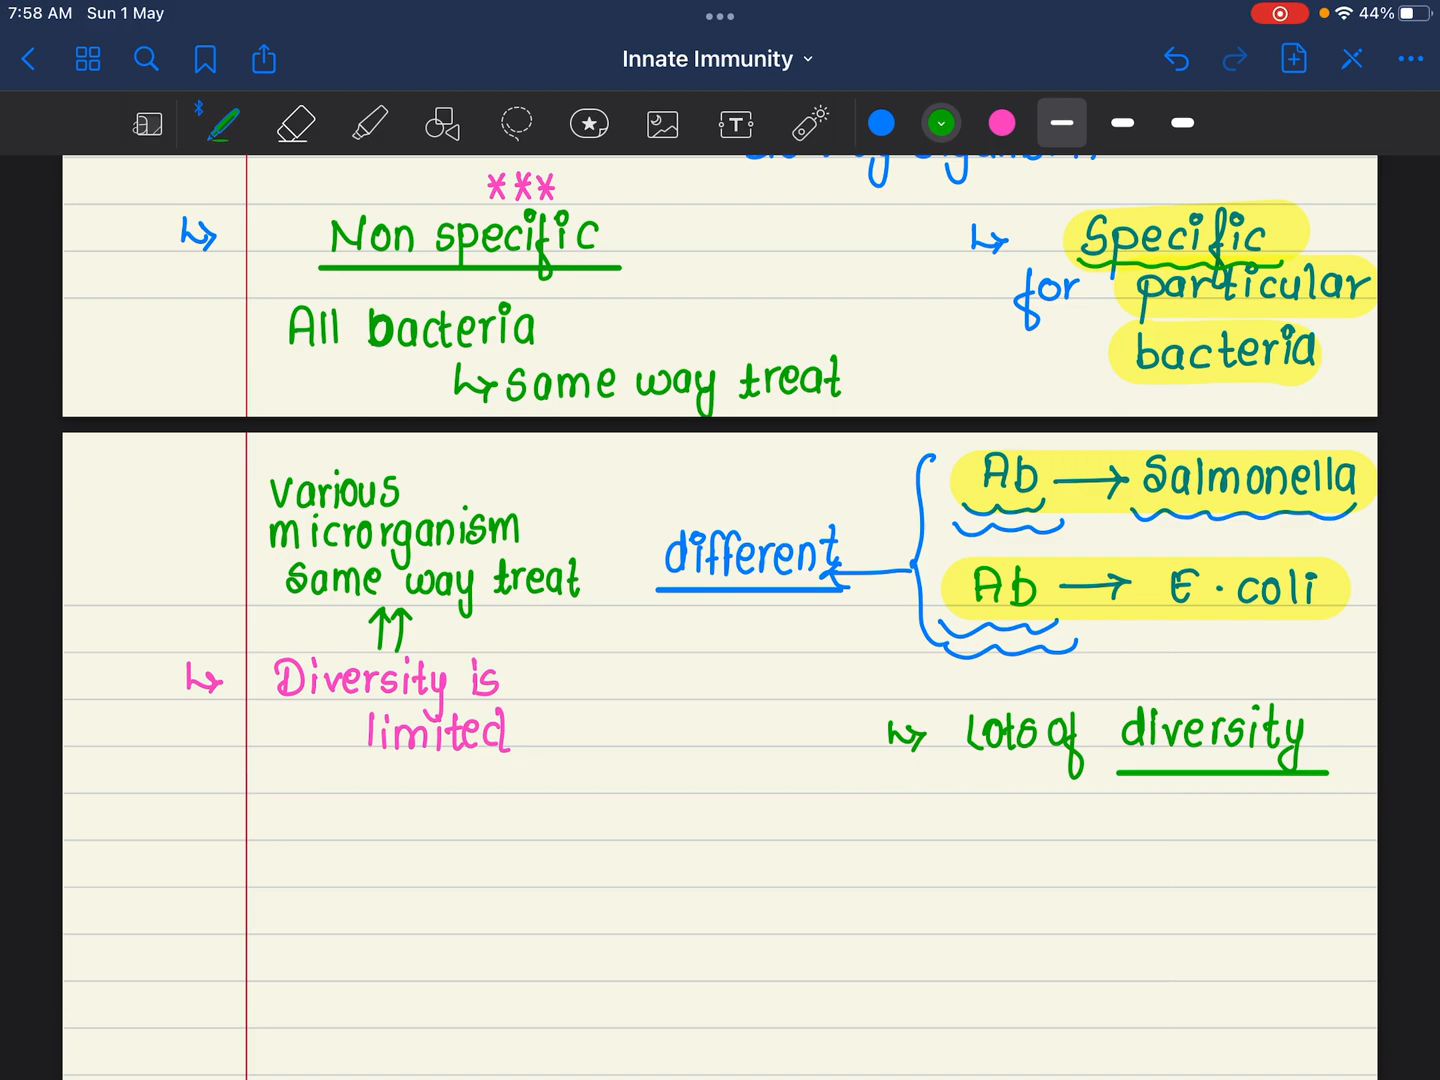 7:58 AM Sun 1 May
44%
Innate Immunity
***
↳ Non specific
All bacteria
↳ same way treat
↳ Specific
for particular
bacteria
various
microrganism
same way treat
↑↑
↳ Diversity is
limited
different
Ab → Salmonella
Ab → E. coli
↳ Lots of diversity